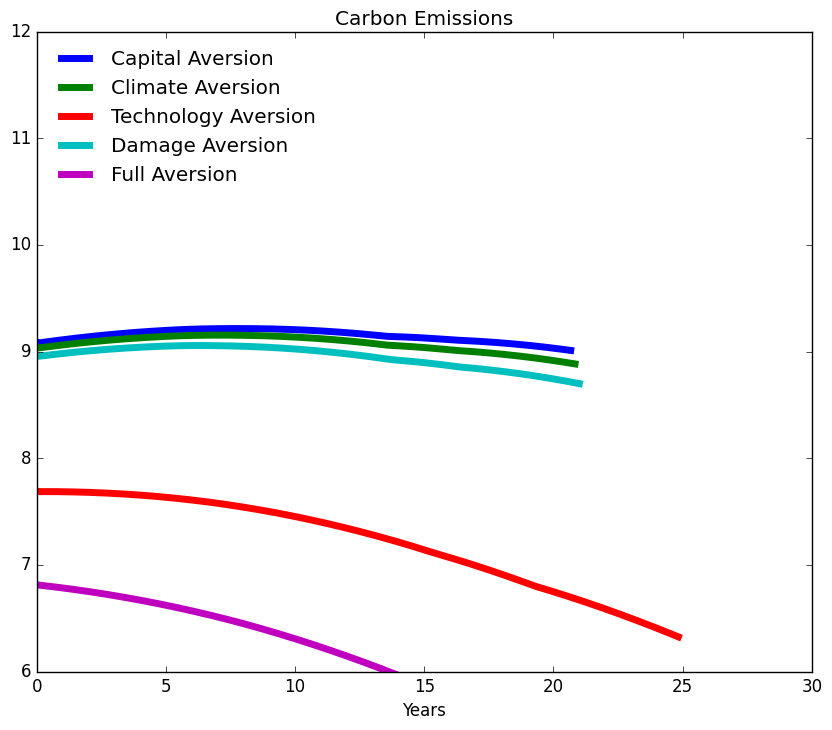 Carbon Emissions
12
11
10
9
8
7
6
Capital Aversion
Climate Aversion
Technology Aversion
Damage Aversion
Full Aversion
0 5 10 15 20 25 30
Years